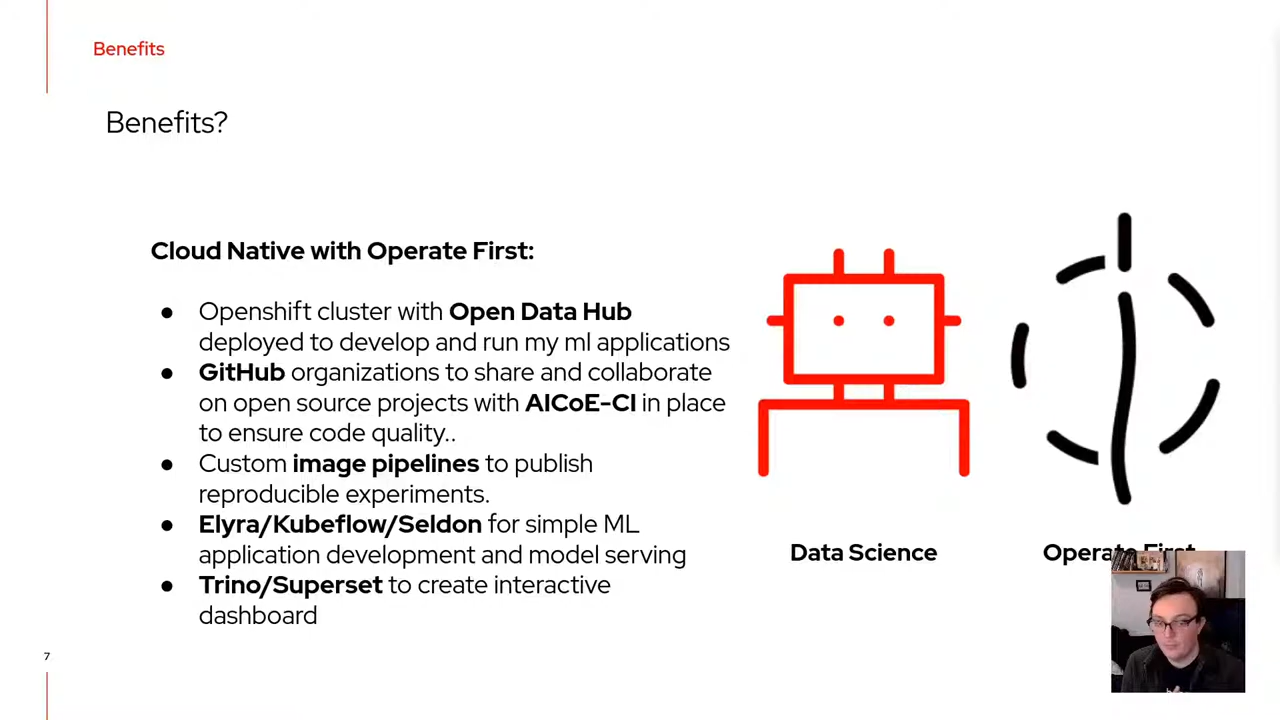 Benefits
Benefits?
Cloud Native with Operate First:
● Openshift cluster with Open Data Hub
deployed to develop and run my ml applications
● GitHub organizations to share and collaborate
on open source projects with AICoE-CI in place
to ensure code quality..
● Custom image pipelines to publish
reproducible experiments.
● Elyra/Kubeflow/Seldon for simple ML
application development and model serving
● Trino/Superset to create interactive
dashboard
Data Science
Operate First
7